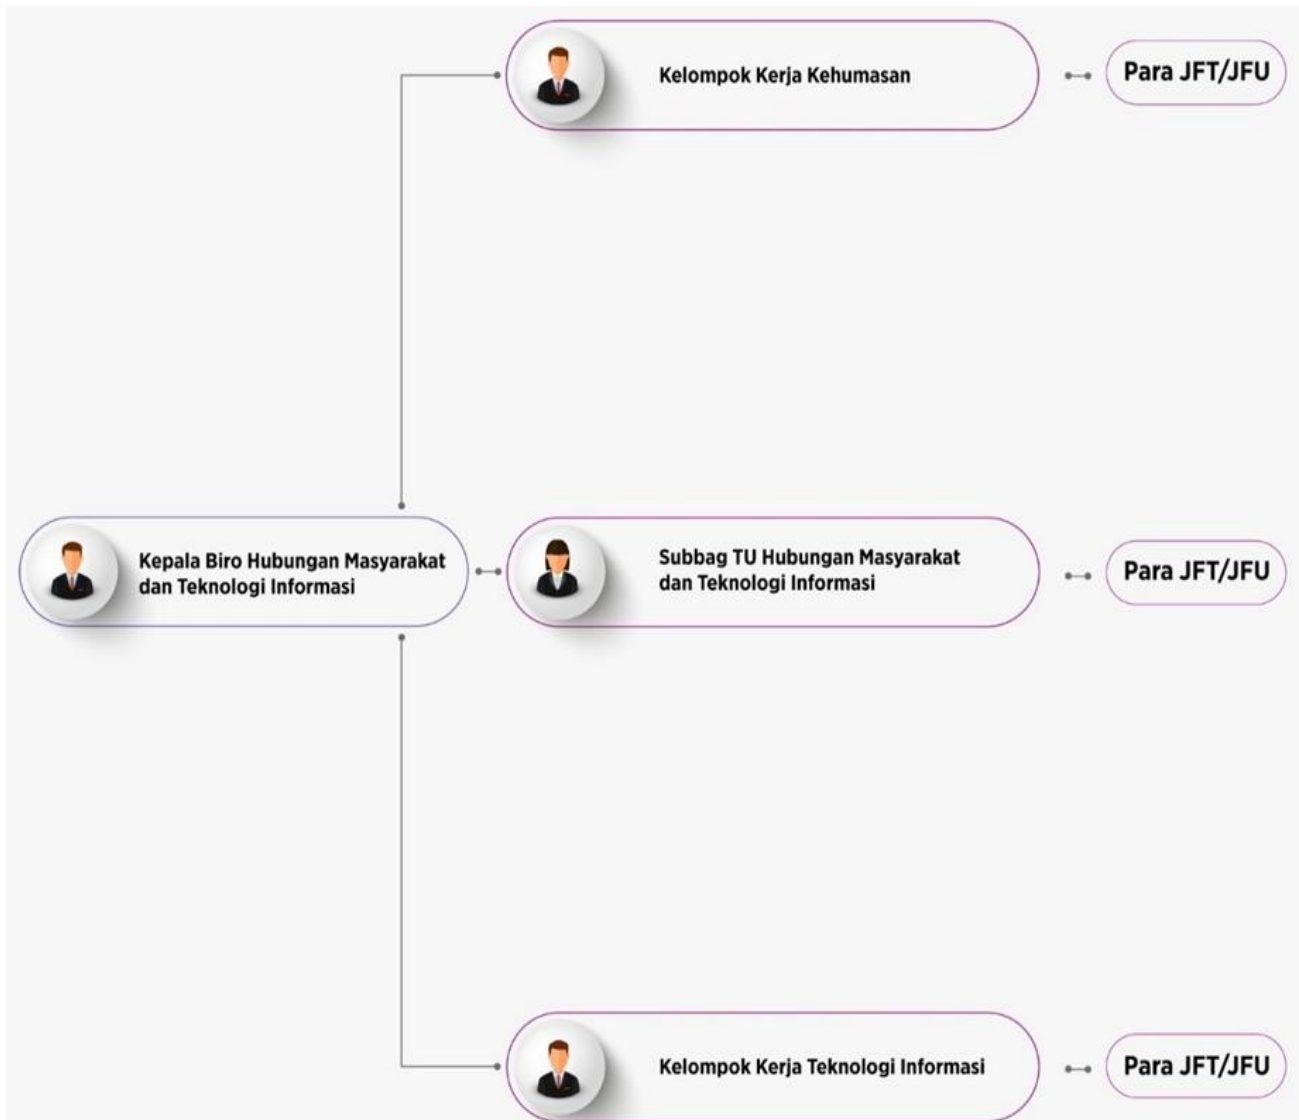 Kelompok Kerja Kehumasan
Para JFT/JFU
Kepala Biro Hubungan Masyarakat
dan Teknologi Informasi
Subbag TU Hubungan Masyarakat
dan Teknologi Informasi
Para JFT/JFU
Kelompok Kerja Teknologi Informasi
Para JFT/JFU